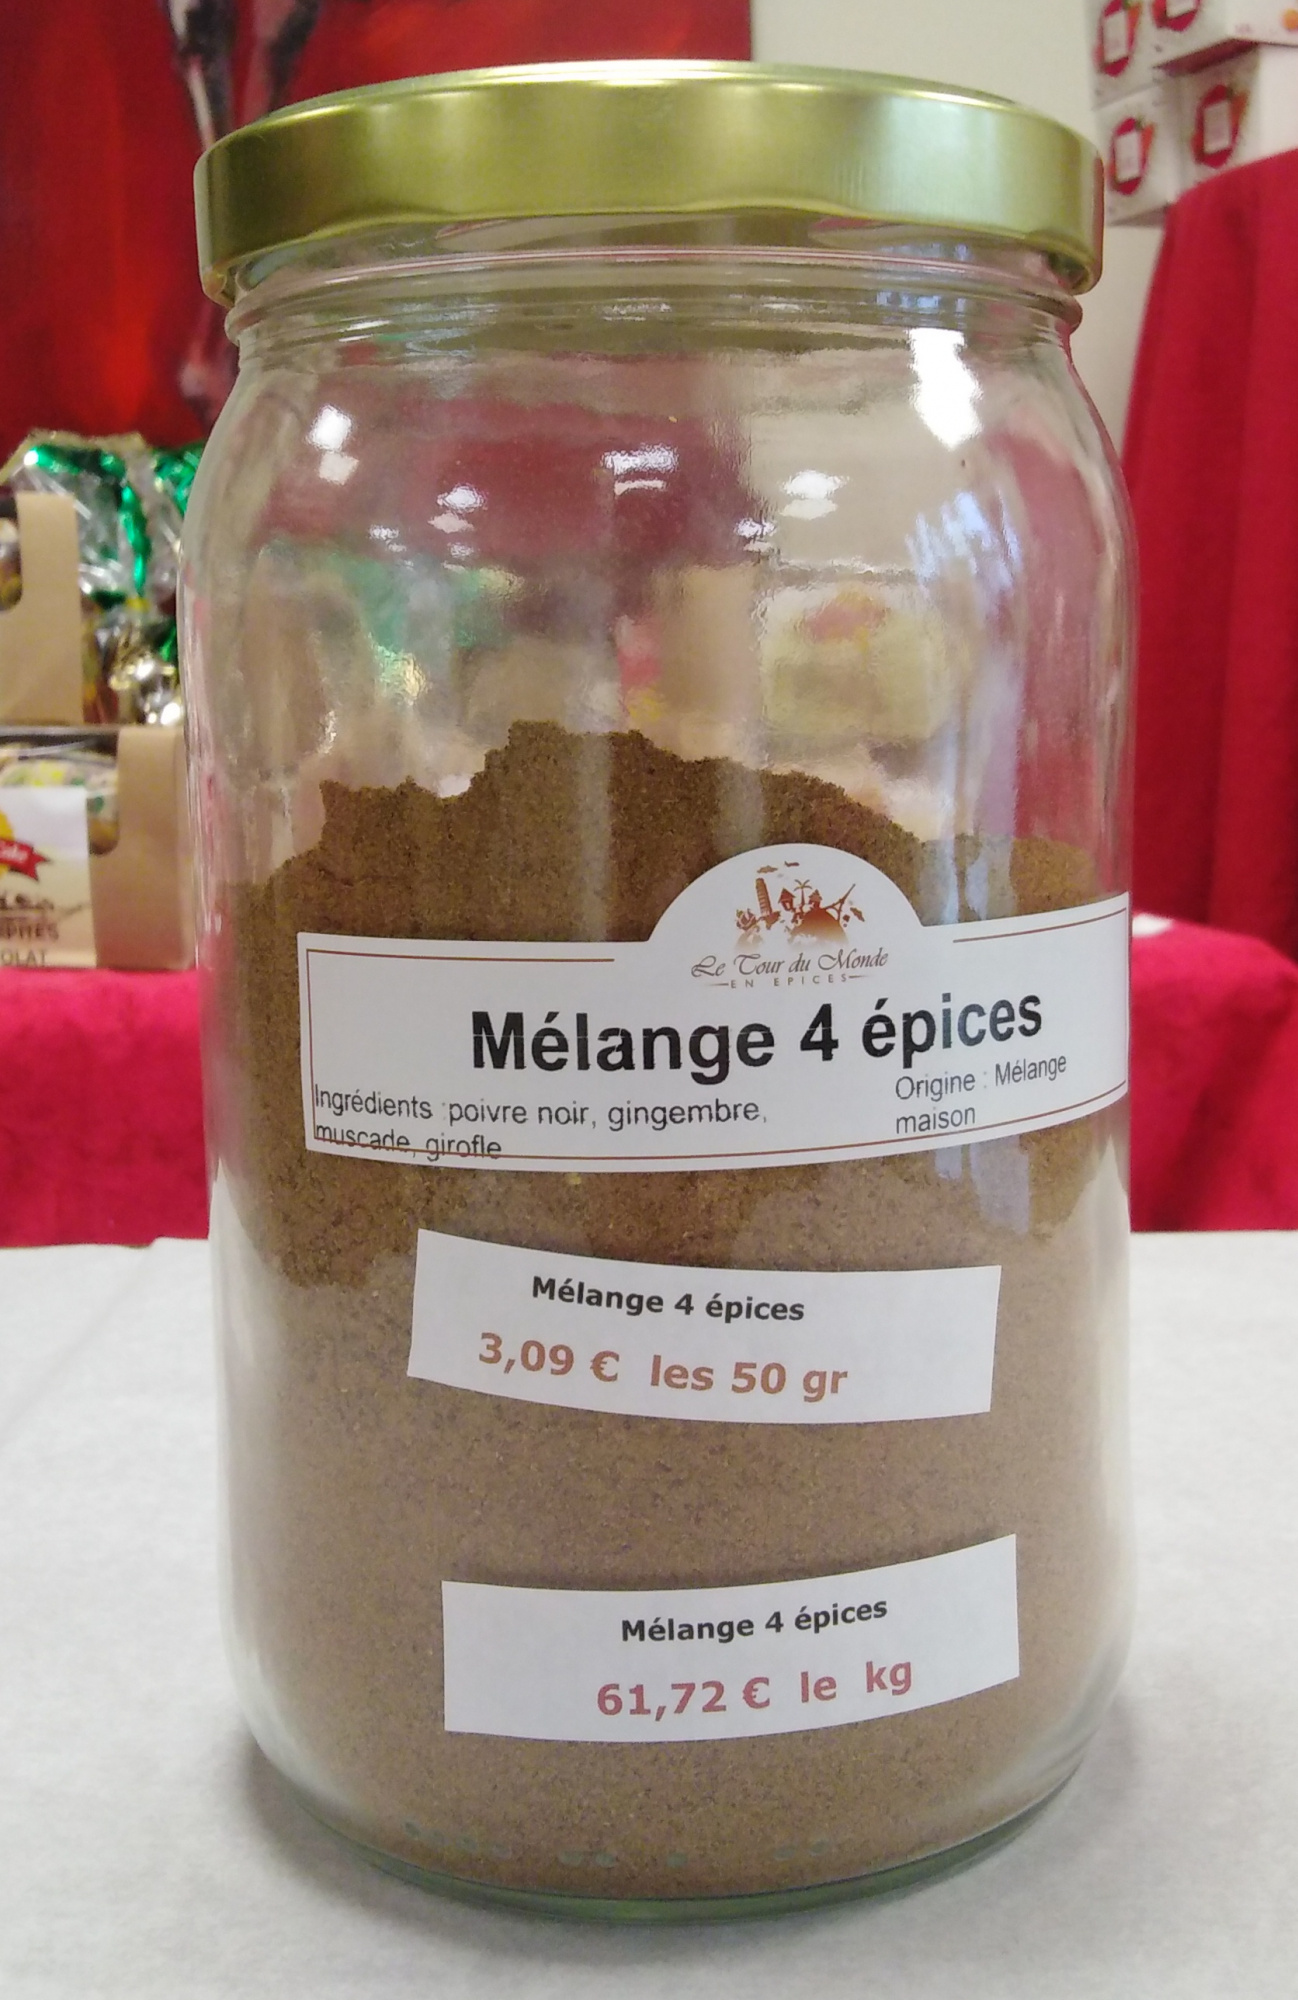 Le Tour du Monde
EN EPICES
Mélange 4 épices
Ingrédients : poivre noir, gingembre,
muscade, girofle
Origine : Mélange
maison
Mélange 4 épices
3,09 € les 50 gr
Mélange 4 épices
61,72 € le kg